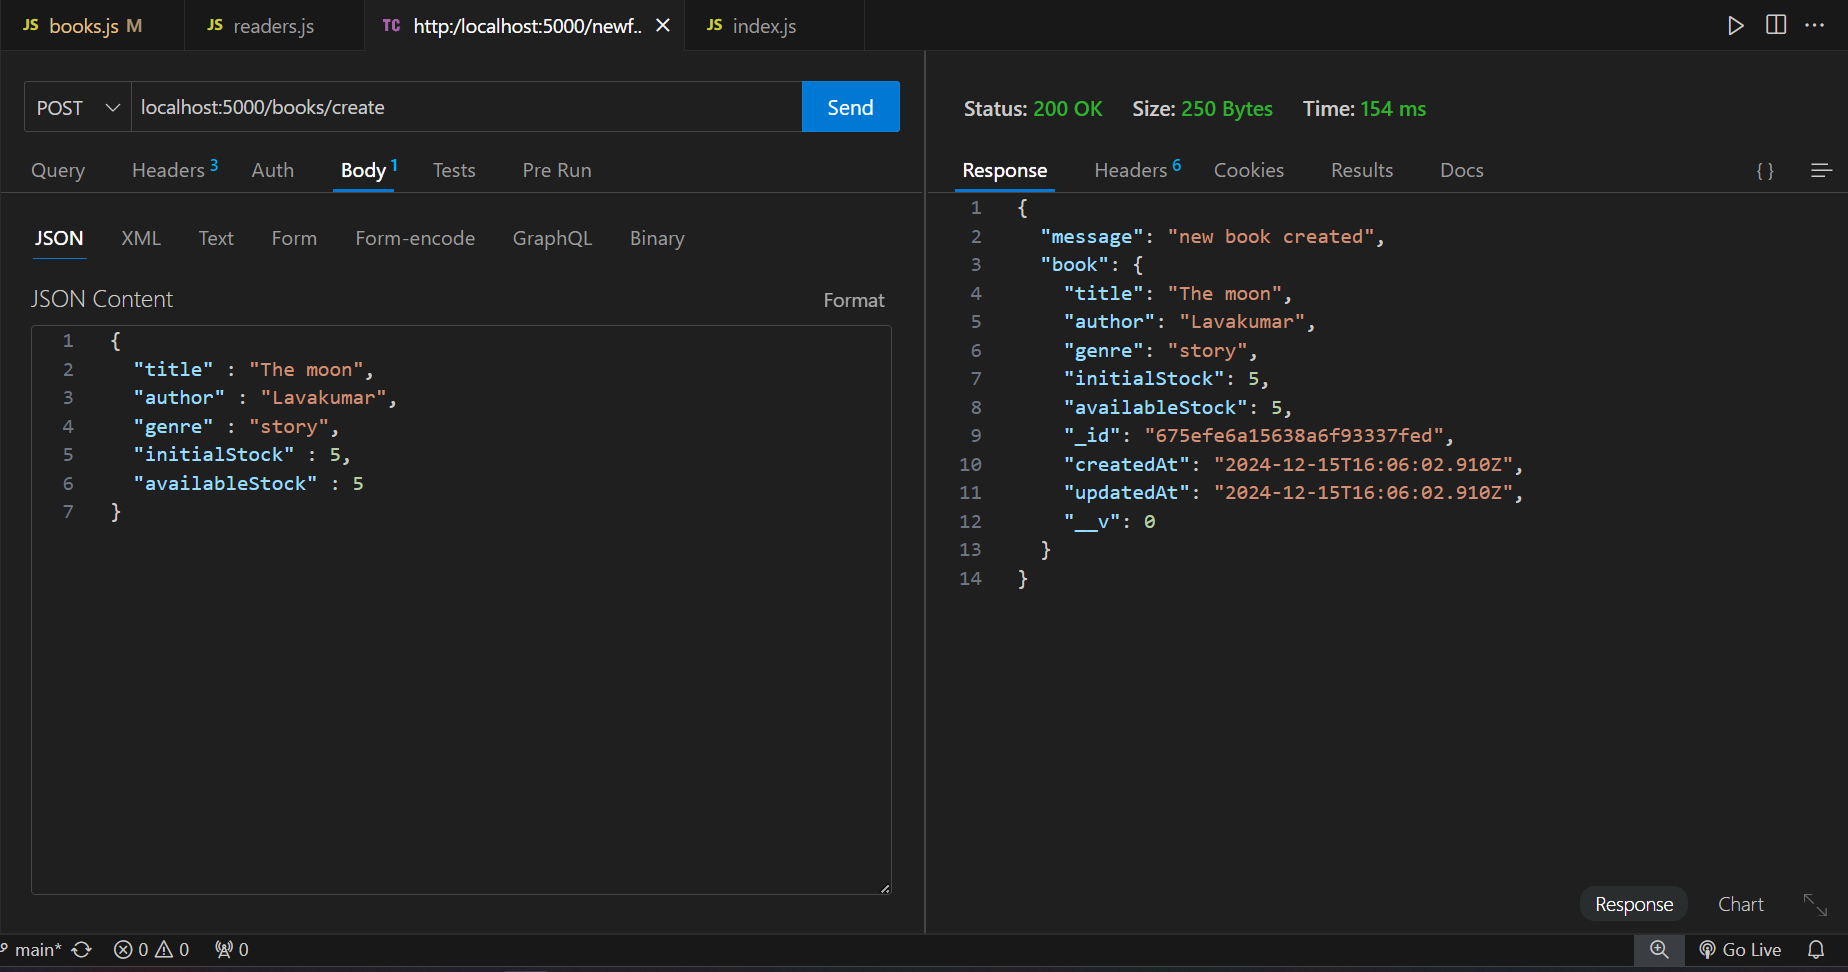 JS books.js M JS readers.js TC http:/localhost:5000/newf.. JS index.js
POST localhost:5000/books/create Send
Query Headers 3 Auth Body 1 Tests Pre Run
JSON XML Text Form Form-encode GraphQL Binary
JSON Content Format
1 {
2 "title" : "The moon",
3 "author" : "Lavakumar",
4 "genre" : "story",
5 "initialStock" : 5,
6 "availableStock" : 5
7 }
Status: 200 OK Size: 250 Bytes Time: 154 ms
Response Headers 6 Cookies Results Docs { }
1 {
2 "message": "new book created",
3 "book": {
4 "title": "The moon",
5 "author": "Lavakumar",
6 "genre": "story",
7 "initialStock": 5,
8 "availableStock": 5,
9 "_id": "675efe6a15638a6f93337fed",
10 "createdAt": "2024-12-15T16:06:02.910Z",
11 "updatedAt": "2024-12-15T16:06:02.910Z",
12 "__v": 0
13 }
14 }
Response Chart
main* 0 0 0 Go Live